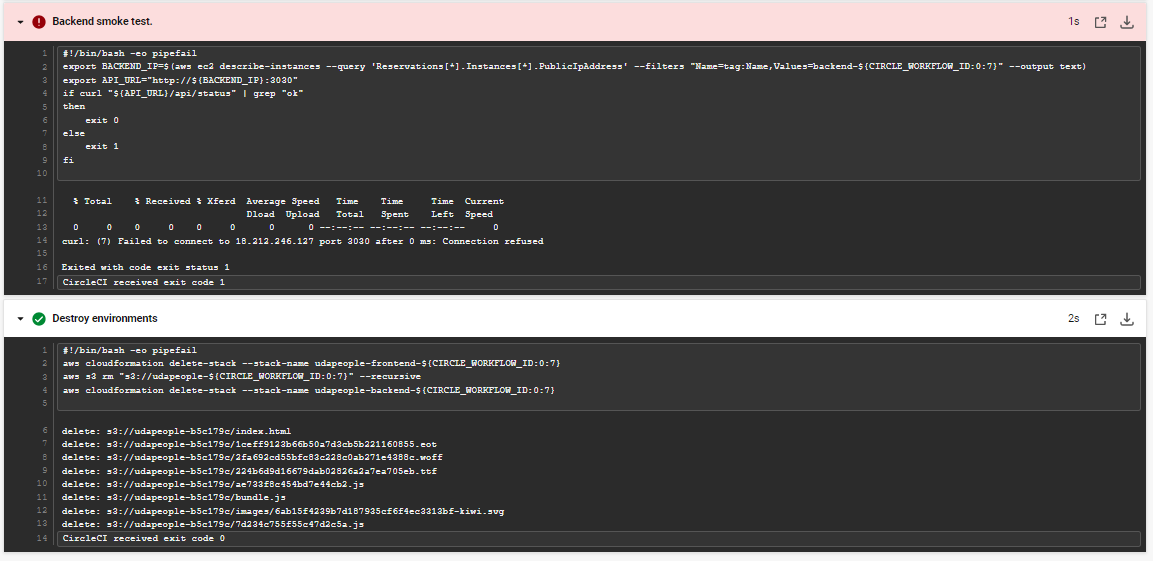 Backend smoke test.
1s
1 #!/bin/bash -eo pipefail
2 export BACKEND_IP=$(aws ec2 describe-instances --query 'Reservations[*].Instances[*].PublicIpAddress' --filters "Name=tag:Name,Values=backend-${CIRCLE_WORKFLOW_ID:0:7}" --output text)
3 export API_URL="http://${BACKEND_IP}:3030"
4 if curl "${API_URL}/api/status" | grep "ok"
5 then
6     exit 0
7 else
8     exit 1
9 fi
10
11   % Total    % Received % Xferd  Average Speed   Time    Time     Time  Current
12                                  Dload  Upload   Total   Spent    Left  Speed
13   0     0    0     0    0     0      0      0 --:--:-- --:--:-- --:--:--     0
14 curl: (7) Failed to connect to 18.212.246.127 port 3030 after 0 ms: Connection refused
15
16 Exited with code exit status 1
17 CircleCI received exit code 1
Destroy environments
2s
1 #!/bin/bash -eo pipefail
2 aws cloudformation delete-stack --stack-name udapeople-frontend-${CIRCLE_WORKFLOW_ID:0:7}
3 aws s3 rm "s3://udapeople-${CIRCLE_WORKFLOW_ID:0:7}" --recursive
4 aws cloudformation delete-stack --stack-name udapeople-backend-${CIRCLE_WORKFLOW_ID:0:7}
5
6 delete: s3://udapeople-b5c179c/index.html
7 delete: s3://udapeople-b5c179c/1ceff9123b66b50a7d3cb5b221160855.eot
8 delete: s3://udapeople-b5c179c/2fa692cd55bfc83c228c0ab271e4388c.woff
9 delete: s3://udapeople-b5c179c/224b6d9d16679dab02826a2a7ea705eb.ttf
10 delete: s3://udapeople-b5c179c/ae733f8c454bd7e44cb2.js
11 delete: s3://udapeople-b5c179c/bundle.js
12 delete: s3://udapeople-b5c179c/images/6ab15f4239b7d187935cf6f4ec3313bf-kiwi.svg
13 delete: s3://udapeople-b5c179c/7d234c755f55c47d2c5a.js
14 CircleCI received exit code 0